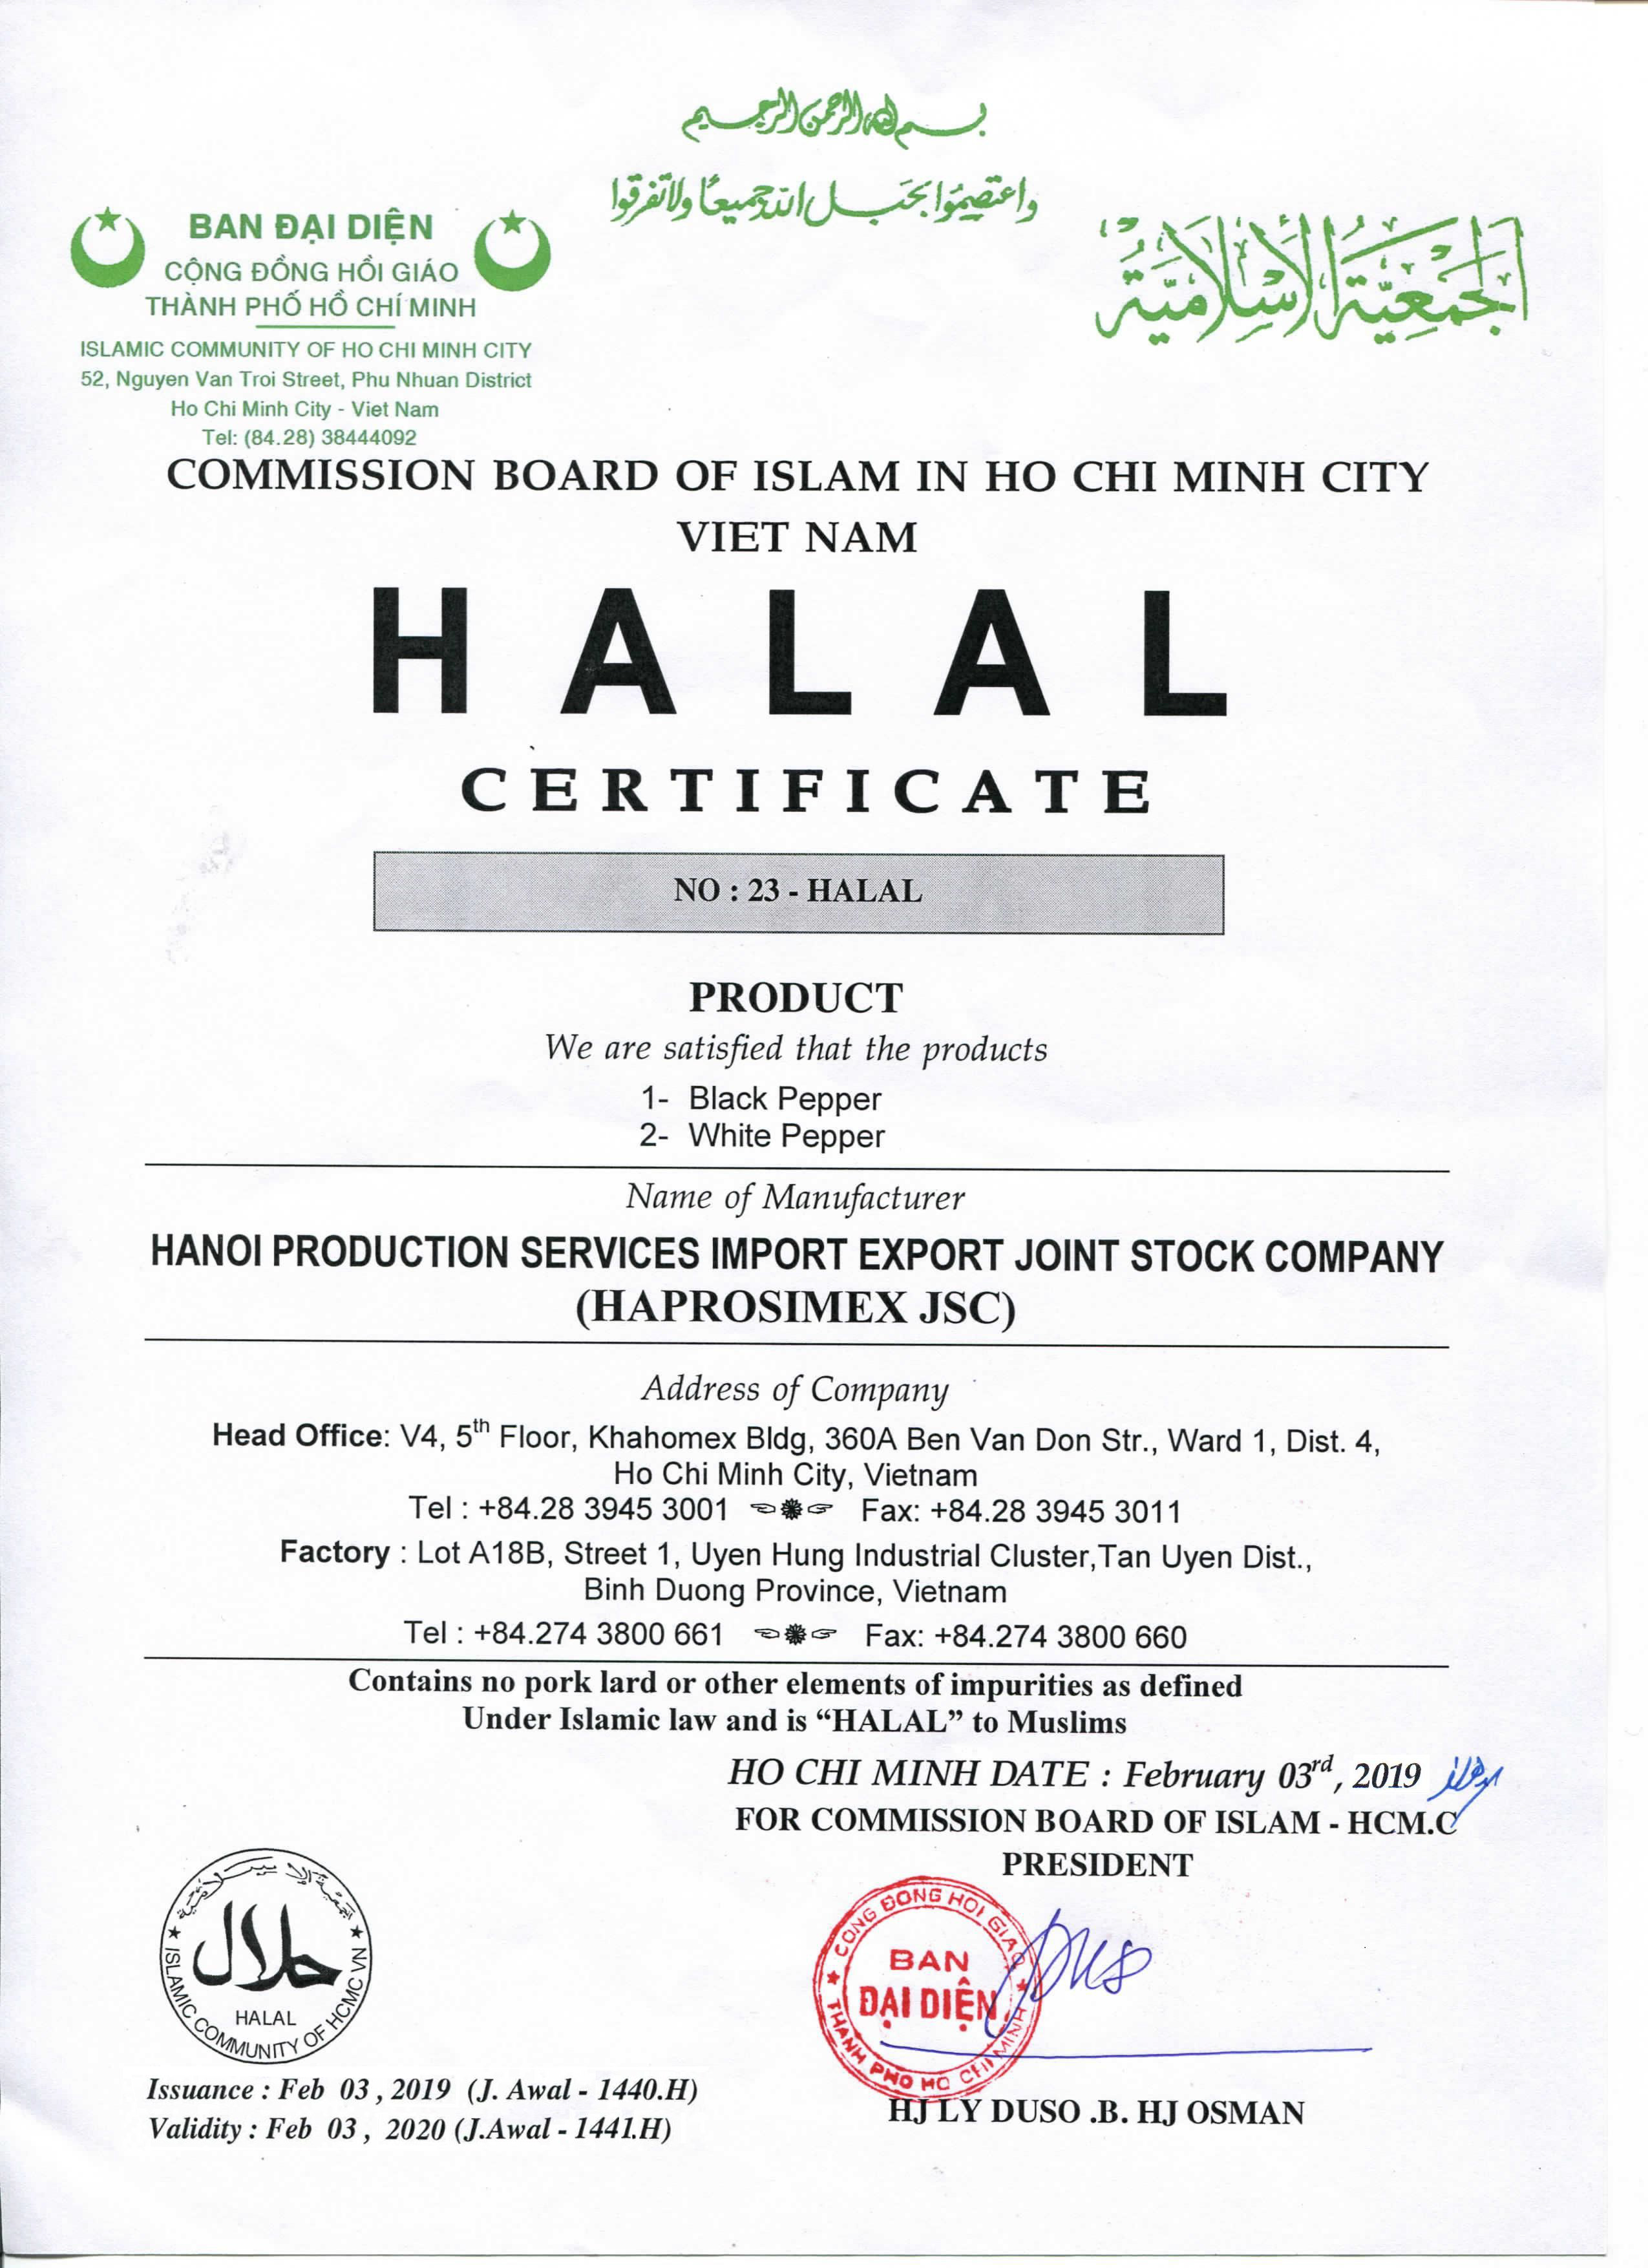 بسم الله الرحمن الرحيم
واعتصموا بحبل الله جميعًا ولا تفرقوا
BAN ĐẠI DIỆN
CỘNG ĐỒNG HỒI GIÁO
THÀNH PHỐ HỒ CHÍ MINH
ISLAMIC COMMUNITY OF HO CHI MINH CITY
52, Nguyen Van Troi Street, Phu Nhuan District
Ho Chi Minh City - Viet Nam
Tel: (84.28) 38444092
الجمعية الإسلامية
COMMISSION BOARD OF ISLAM IN HO CHI MINH CITY
VIET NAM
HALAL
CERTIFICATE
NO : 23 - HALAL
PRODUCT
We are satisfied that the products
1- Black Pepper
2- White Pepper
Name of Manufacturer
HANOI PRODUCTION SERVICES IMPORT EXPORT JOINT STOCK COMPANY
(HAPROSIMEX JSC)
Address of Company
Head Office: V4, 5th Floor, Khahomex Bldg, 360A Ben Van Don Str., Ward 1, Dist. 4,
Ho Chi Minh City, Vietnam
Tel : +84.28 3945 3001 Fax: +84.28 3945 3011
Factory : Lot A18B, Street 1, Uyen Hung Industrial Cluster,Tan Uyen Dist.,
Binh Duong Province, Vietnam
Tel : +84.274 3800 661 Fax: +84.274 3800 660
Contains no pork lard or other elements of impurities as defined
Under Islamic law and is “HALAL” to Muslims
HO CHI MINH DATE : February 03rd, 2019
FOR COMMISSION BOARD OF ISLAM - HCM.C
PRESIDENT
الجمعية الإسلامية
حلال
HALAL
ISLAMIC COMMUNITY OF HCMC VN
CỘNG ĐỒNG HỒI GIÁO
BAN
ĐẠI DIỆN
THÀNH PHỐ HỒ CHÍ MINH
HJ LY DUSO .B. HJ OSMAN
Issuance : Feb 03 , 2019 (J. Awal - 1440.H)
Validity : Feb 03 , 2020 (J.Awal - 1441.H)